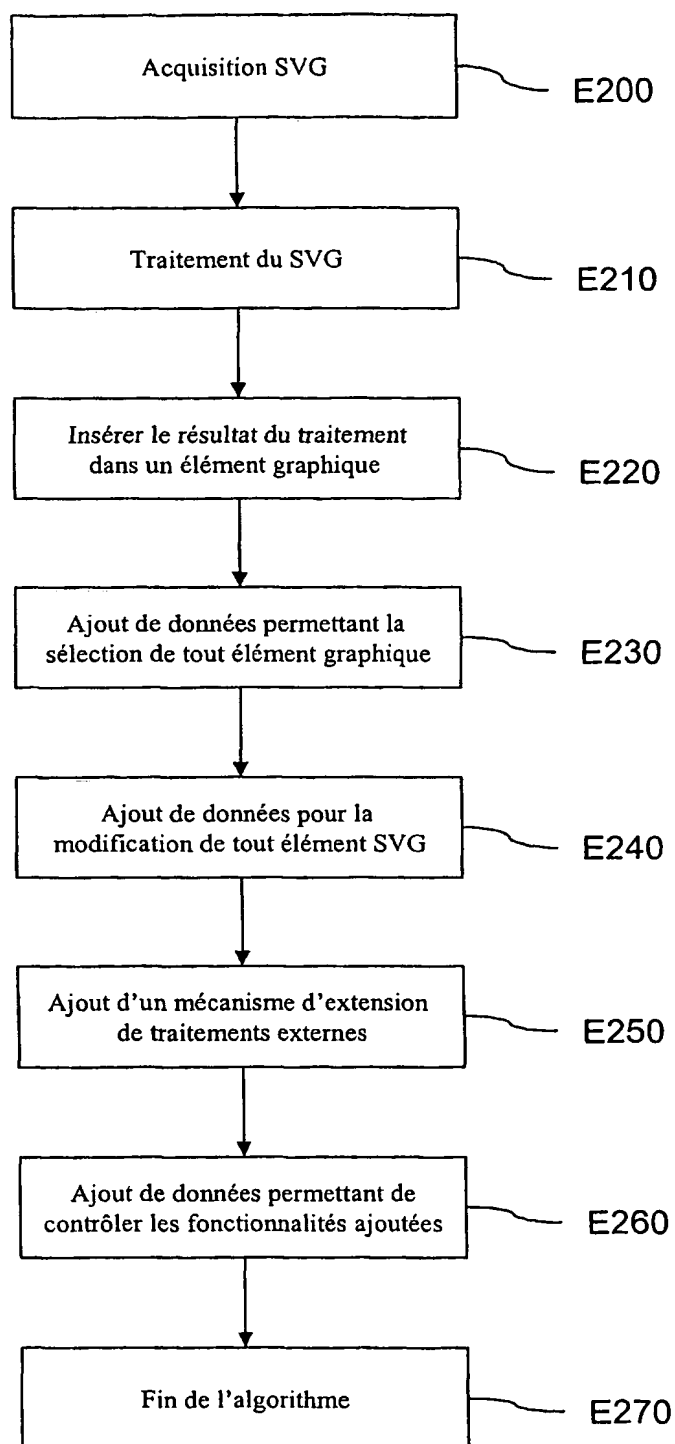 Acquisition SVG
E200
Traitement du SVG
E210
Insérer le résultat du traitement
dans un élément graphique
E220
Ajout de données permettant la
sélection de tout élément graphique
E230
Ajout de données pour la
modification de tout élément SVG
E240
Ajout d'un mécanisme d'extension
de traitements externes
E250
Ajout de données permettant de
contrôler les fonctionnalités ajoutées
E260
Fin de l'algorithme
E270